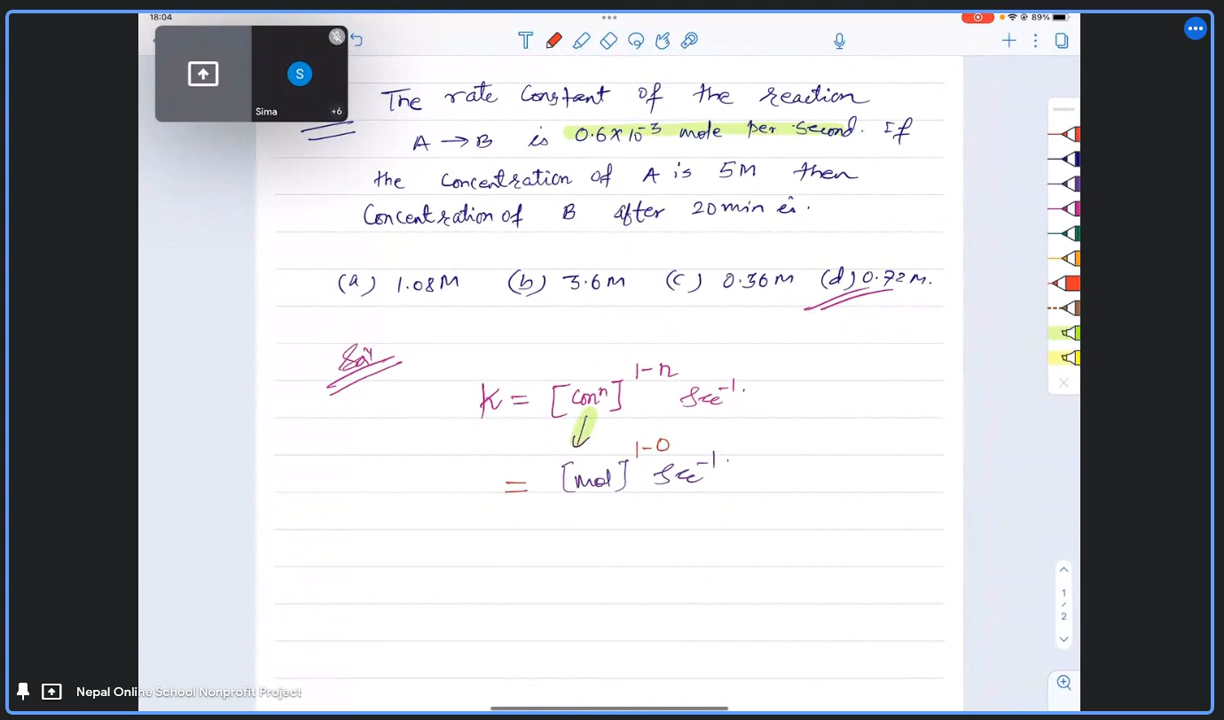 18:04
89%
T
S
Sima
+6
The rate constant of the reaction
A → B is 0.6×10⁻³ mole per second. If
the concentration of A is 5M then
concentration of B after 20 min is.
(a) 1.08M (b) 3.6M (c) 0.36M (d) 0.72M.
Solⁿ
K = [conⁿ]¹⁻ⁿ sec⁻¹.
= [mol]¹⁻⁰ sec⁻¹.
1
/
2
Nepal Online School Nonprofit Project